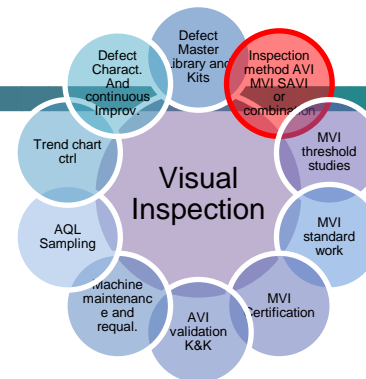 Defect
Master
Library and
Kits
Inspection
method AVI
MVI SAVI
or
combination
MVI
threshold
studies
MVI
standard
work
MVI
Certification
AVI
validation
K&K
Machine
maintenanc
e and
requal.
AQL
Sampling
Trend chart
ctrl
Defect
Charact.
And
continuous
Improv.
Visual
Inspection